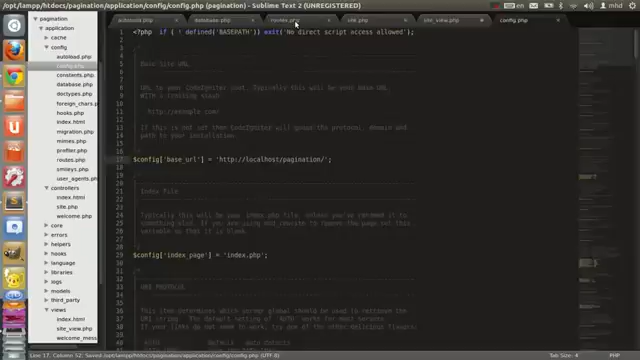 /opt/lampp/htdocs/pagination/application/config/config.php (pagination) - Sublime Text 2 (UNREGISTERED)
mhd
autoload.php
database.php
routes.php
site.php
site_view.php
config.php
pagination
application
cache
config
autoload.php
config.php
constants.php
database.php
doctypes.php
foreign_chars.php
hooks.php
index.html
migration.php
mimes.php
profiler.php
routes.php
smileys.php
user_agents.php
controllers
index.html
site.php
welcome.php
core
errors
helpers
hooks
language
libraries
logs
models
third_party
views
index.html
site_view.php
welcome_mess
<?php if ( ! defined('BASEPATH')) exit('No direct script access allowed');
Base Site URL
URL to your CodeIgniter root. Typically this will be your base URL,
WITH a trailing slash:
http://example.com/
If this is not set then CodeIgniter will guess the protocol, domain and
path to your installation.
17 $config['base_url'] = 'http://localhost/pagination/';
Index File
Typically this will be your index.php file, unless you've renamed it to
something else. If you are using mod_rewrite to remove the page set this
variable so that it is blank.
29 $config['index_page'] = 'index.php';
URI PROTOCOL
This item determines which server global should be used to retrieve the
URI string. The default setting of 'AUTO' works for most servers.
If your links do not seem to work, try one of the other delicious flavors:
Line 17, Column 52; Saved /opt/lampp/htdocs/pagination/application/config/config.php (UTF-8)
Tab Size: 4
PHP